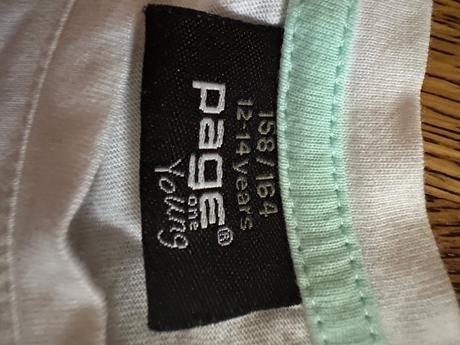 158/164
12-14 years
page
one ®
Young